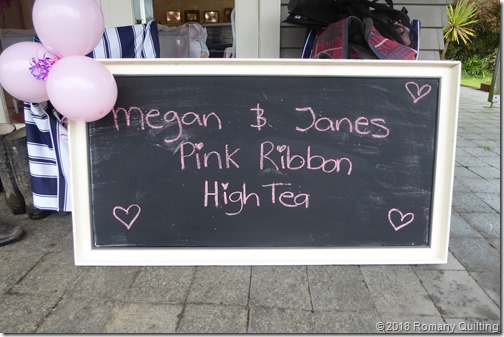 megan & Janes
Pink Ribbon
High Tea
© 2018 Romany Quilting